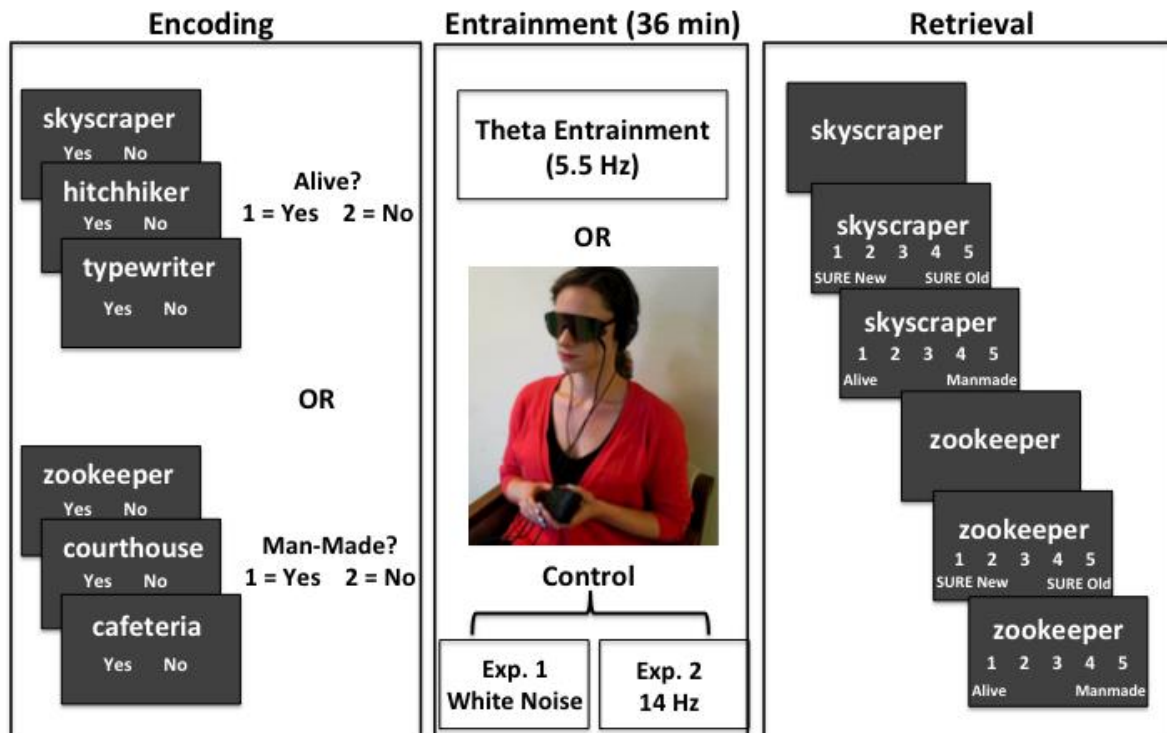 Encoding
skyscraper
Yes No
hitchhiker
Yes No
typewriter
Yes No
Alive?
1 = Yes 2 = No
OR
zookeeper
Yes No
courthouse
Yes No
cafeteria
Yes No
Man-Made?
1 = Yes 2 = No
Entrainment (36 min)
Theta Entrainment
(5.5 Hz)
OR
Control
Exp. 1
White Noise
Exp. 2
14 Hz
Retrieval
skyscraper
skyscraper
1 2 3 4 5
SURE New SURE Old
skyscraper
1 2 3 4 5
Alive Manmade
zookeeper
zookeeper
1 2 3 4 5
SURE New SURE Old
zookeeper
1 2 3 4 5
Alive Manmade